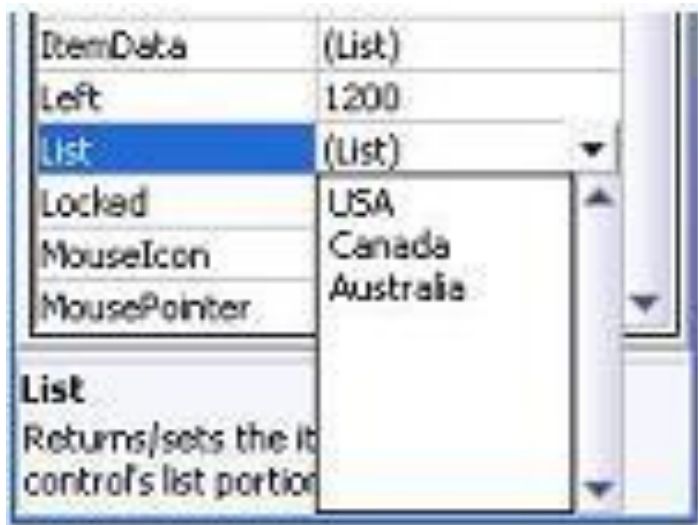 ItemData (List)
Left 1200
List (List)
Locked
USA
MouseIcon
Canada
MousePointer
Australia
List
Returns/sets the it
control's list portion